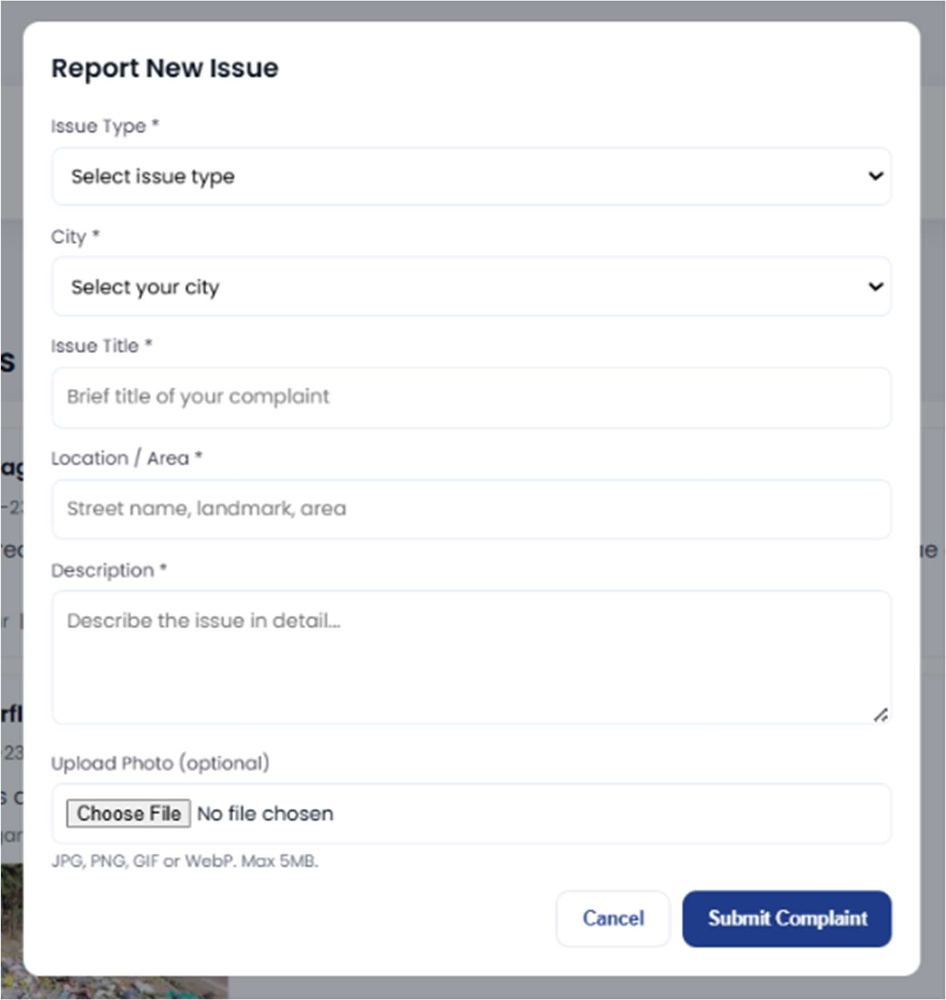 Report New Issue
Issue Type *
Select issue type
City *
Select your city
Issue Title *
Brief title of your complaint
Location / Area *
Street name, landmark, area
Description *
Describe the issue in detail...
Upload Photo (optional)
Choose File No file chosen
JPG, PNG, GIF or WebP. Max 5MB.
Cancel Submit Complaint